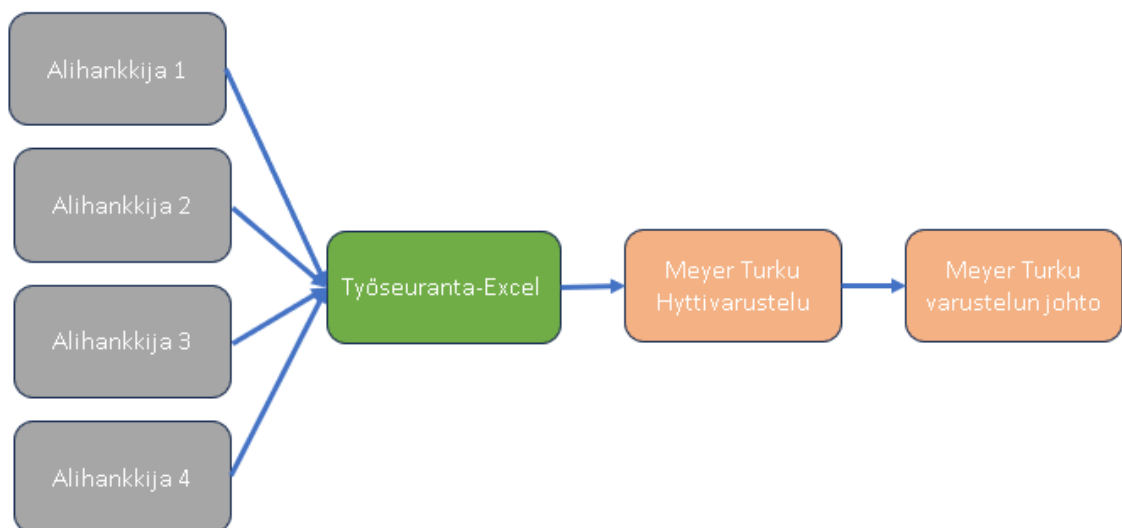 Alihankkija 1
Alihankkija 2
Alihankkija 3
Alihankkija 4
Työseuranta-Excel
Meyer Turku
Hyttivarustelu
Meyer Turku
varustelun johto